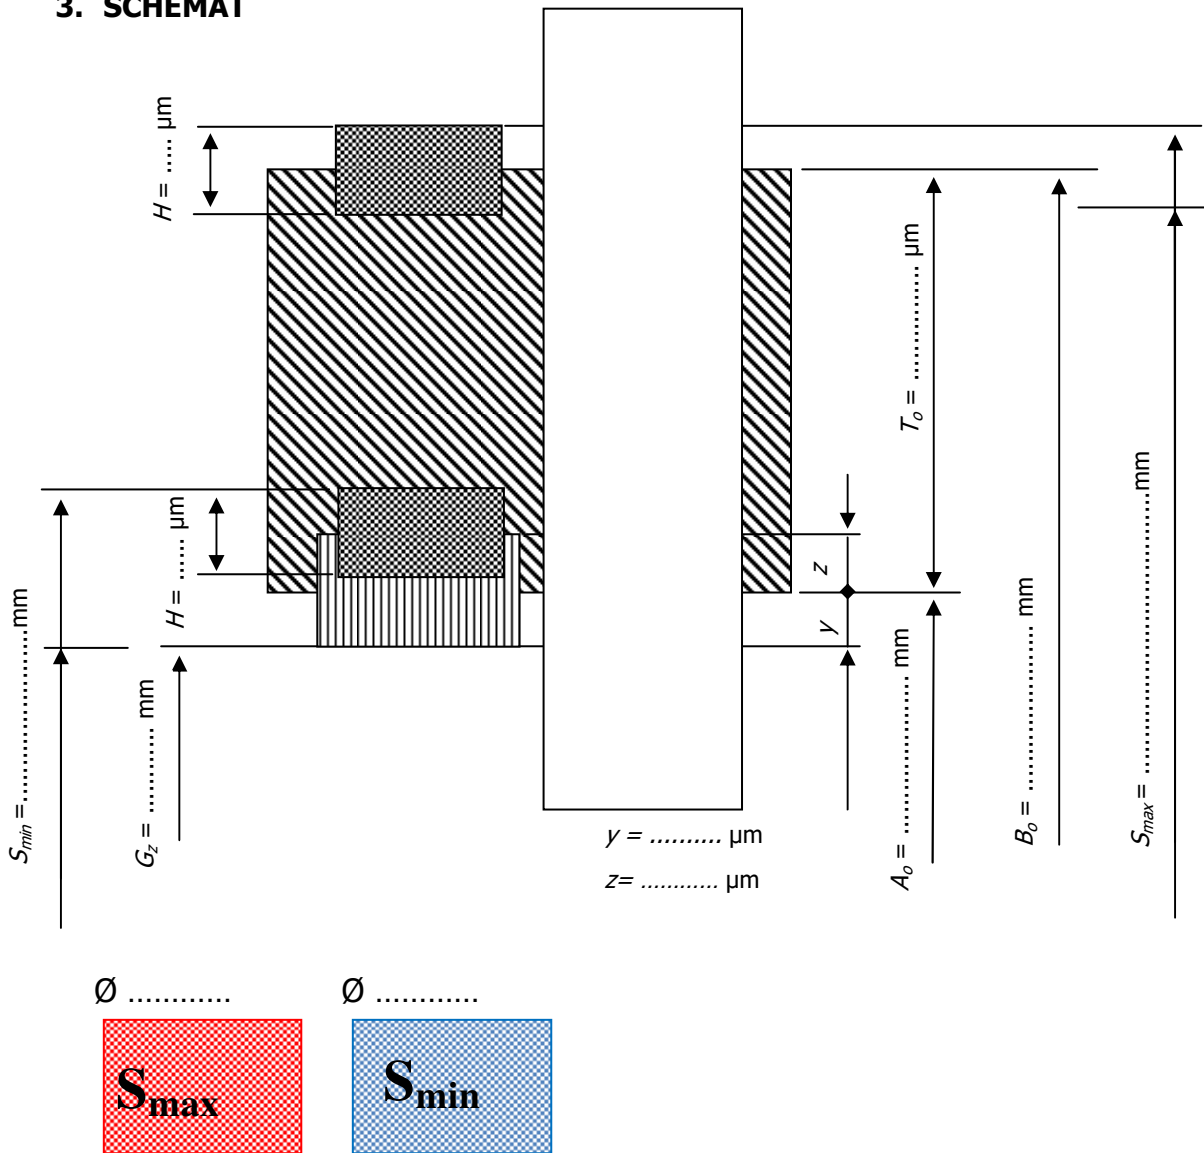 3. SCHEMAT
H = ...... µm
H = ...... µm
S_min = ........................... mm
G_z = ............... mm
T_o = ............... µm
z
y
A_o = ............... mm
B_o = ..................... mm
S_max = ............................................... mm
y = .......... µm
z= ............ µm
Ø ............ Ø ............
S_max S_min